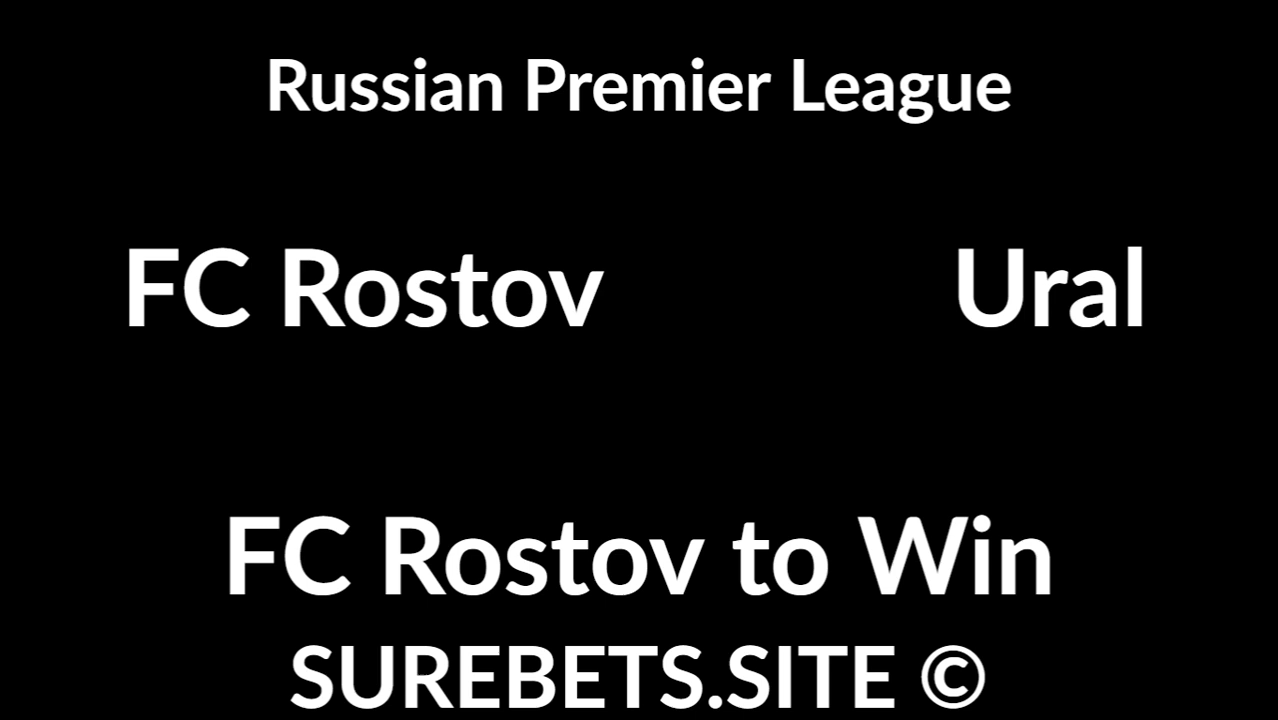 Russian Premier League
FC Rostov Ural
FC Rostov to Win
SUREBETS.SITE ©